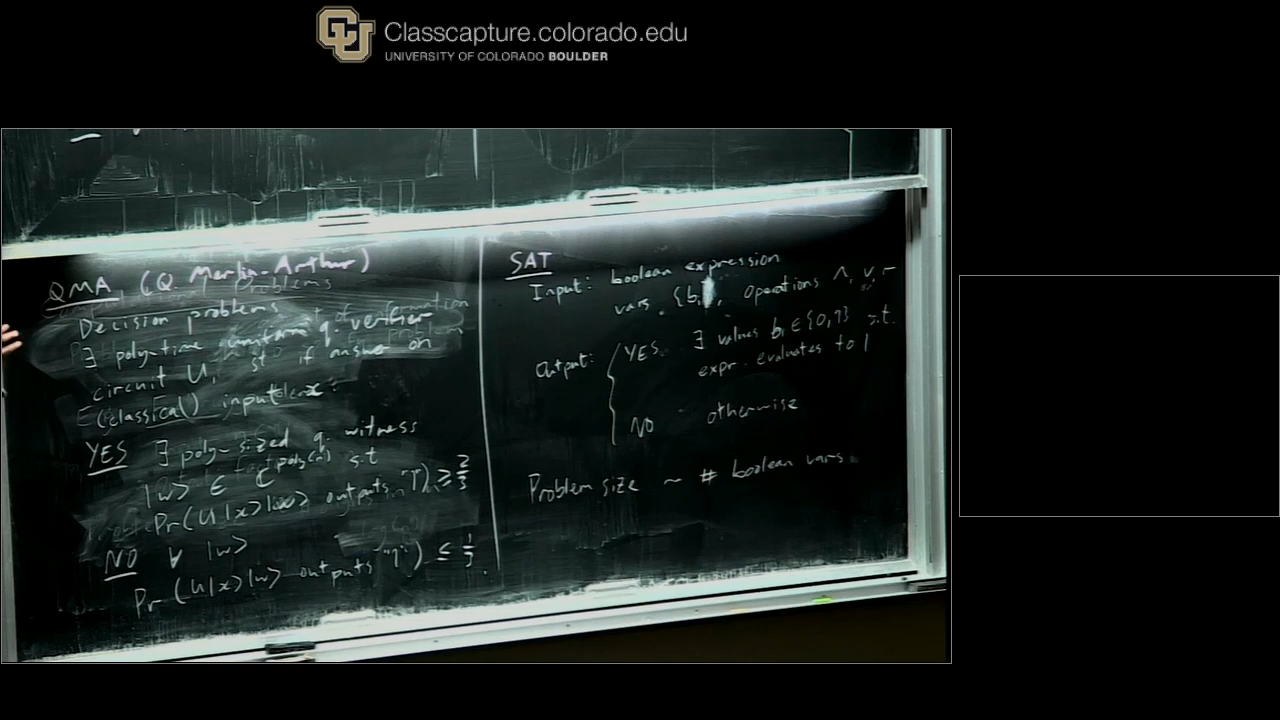 Classcapture.colorado.edu
UNIVERSITY OF COLORADO BOULDER
QMA (Q. Merlin-Arthur)
Decision problems
∃ poly-time uniform q. verifier
circuit U, st if answer on
(classical) input x:
YES ∃ poly-sized q. witness
|w> ∈ ℂ^poly(n) s.t
Pr(U|x>|w> outputs "1") ≥ 2/3
NO ∀ |w>
Pr(U|x>|w> outputs "1") ≤ 1/3
SAT
Input: boolean expression
vars. {b, operations ∧, ∨, ¬
Output: YES ∃ values bᵢ ∈ {0,1} s.t.
expr. evaluates to 1
NO otherwise
Problem size ~ # boolean vars.